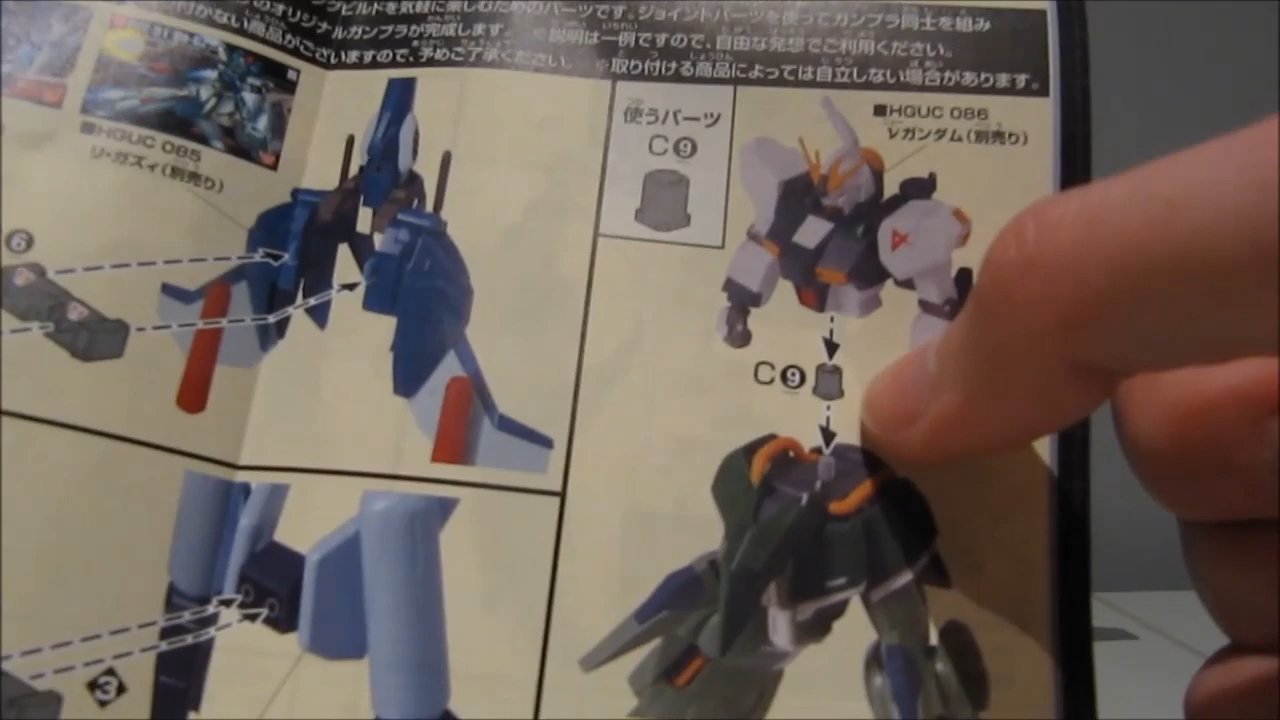 ビルドを気軽に楽しむためのパーツです。ジョイントパーツを使ってガンプラ同士を組み
のオリジナルガンプラが完成します。 ※説明は一例ですので、自由な発想でご利用ください。
付かない商品がございますので、予めご了承ください。 ※取り付ける商品によっては自立しない場合があります。
■HGUC 085
リ・ガズィ(別売り)
6
使うパーツ
C9
■HGUC 086
νガンダム(別売り)
C9
3